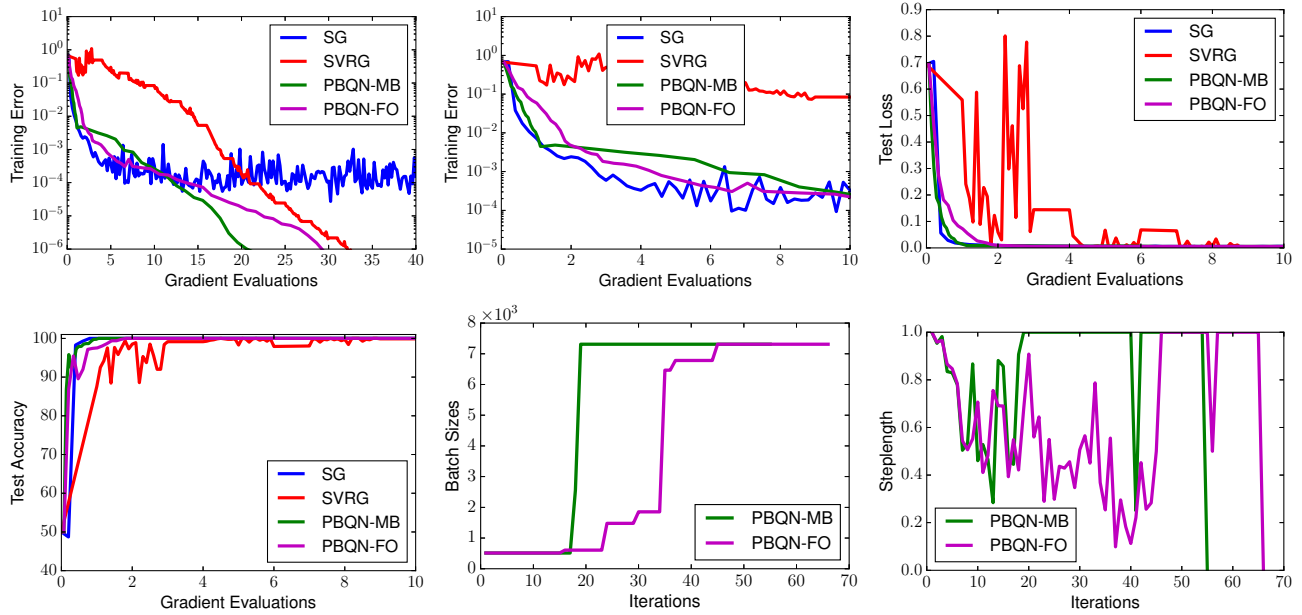 10^1
10^0
10^-1
10^-2
10^-3
10^-4
10^-5
10^-6
0 5 10 15 20 25 30 35 40
Training Error
Gradient Evaluations
SG
SVRG
PBQN-MB
PBQN-FO
10^1
10^0
10^-1
10^-2
10^-3
10^-4
10^-5
0 2 4 6 8 10
Training Error
Gradient Evaluations
SG
SVRG
PBQN-MB
PBQN-FO
0.9
0.8
0.7
0.6
0.5
0.4
0.3
0.2
0.1
0.0
0 2 4 6 8 10
Test Loss
Gradient Evaluations
SG
SVRG
PBQN-MB
PBQN-FO
100
90
80
70
60
50
40
0 2 4 6 8 10
Test Accuracy
Gradient Evaluations
SG
SVRG
PBQN-MB
PBQN-FO
×10^3
8
7
6
5
4
3
2
1
0
0 10 20 30 40 50 60 70
Batch Sizes
Iterations
PBQN-MB
PBQN-FO
1.0
0.8
0.6
0.4
0.2
0.0
0 10 20 30 40 50 60 70
Steplength
Iterations
PBQN-MB
PBQN-FO